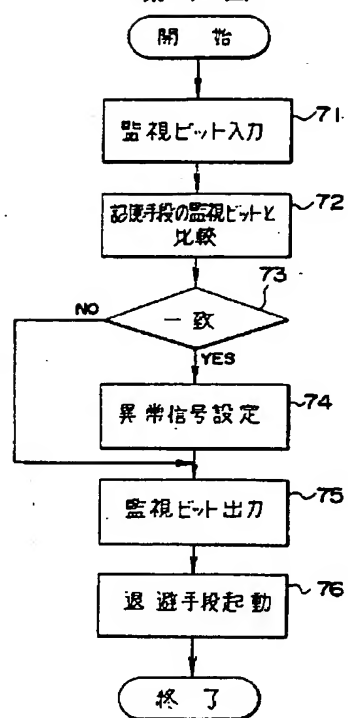 開始
監視ビット入力
71
記憶手段の監視ビットと
比較
72
73
一致
NO
YES
異常信号設定
74
監視ビット出力
75
退避手段起動
76
終了